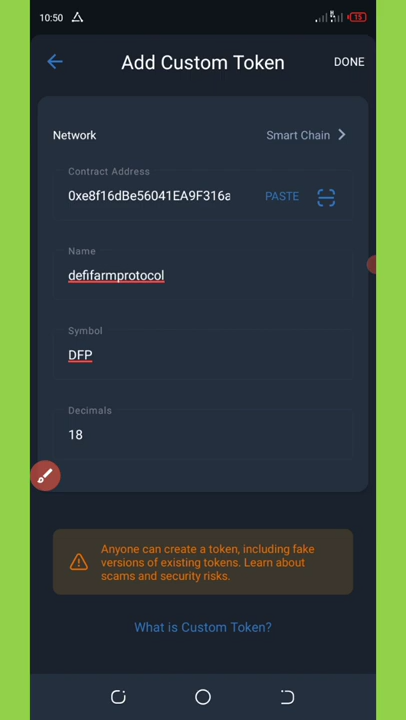 10:50
15
Add Custom Token
DONE
Network
Smart Chain
Contract Address
0xe8f16dBe56041EA9F316a
PASTE
Name
defifarmprotocol
Symbol
DFP
Decimals
18
Anyone can create a token, including fake
versions of existing tokens. Learn about
scams and security risks.
What is Custom Token?